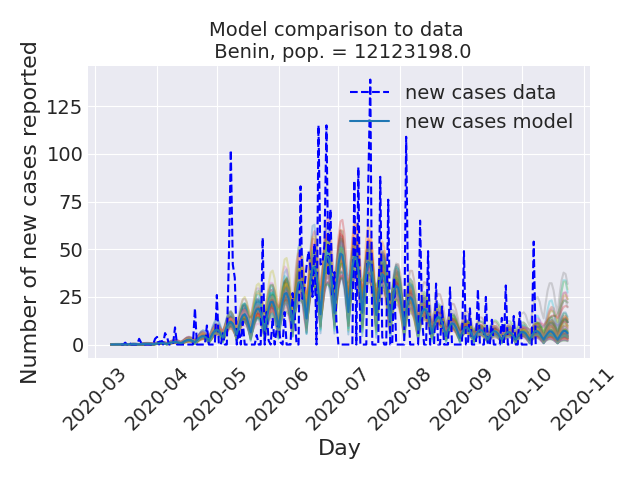 Model comparison to data
Benin, pop. = 12123198.0
Number of new cases reported
125
100
75
50
25
0
new cases data
new cases model
2020-03
2020-04
2020-05
2020-06
2020-07
2020-08
2020-09
2020-10
2020-11
Day